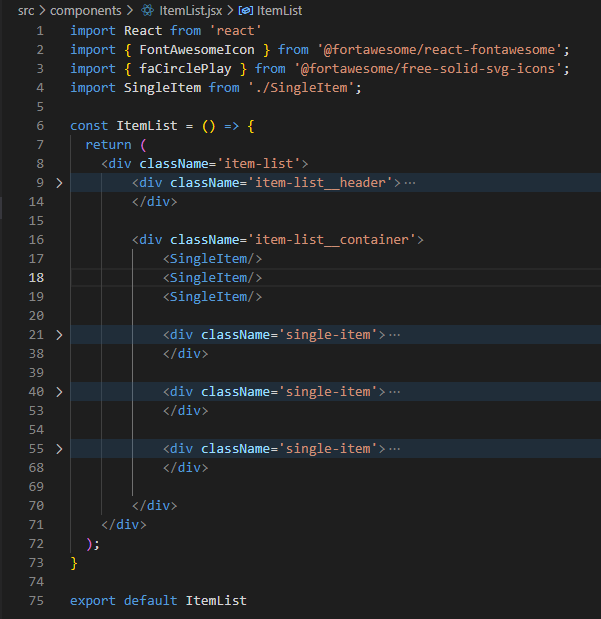 src > components > ItemList.jsx > ItemList
1 import React from 'react'
2 import { FontAwesomeIcon } from '@fortawesome/react-fontawesome';
3 import { faCirclePlay } from '@fortawesome/free-solid-svg-icons';
4 import SingleItem from './SingleItem';
5
6 const ItemList = () => {
7   return (
8     <div className='item-list'>
9 >       <div className='item-list__header'>···
14         </div>
15
16         <div className='item-list__container'>
17             <SingleItem/>
18             <SingleItem/>
19             <SingleItem/>
20
21 >           <div className='single-item'>···
38             </div>
39
40 >           <div className='single-item'>···
53             </div>
54
55 >           <div className='single-item'>···
68             </div>
69
70         </div>
71     </div>
72   );
73 }
74
75 export default ItemList